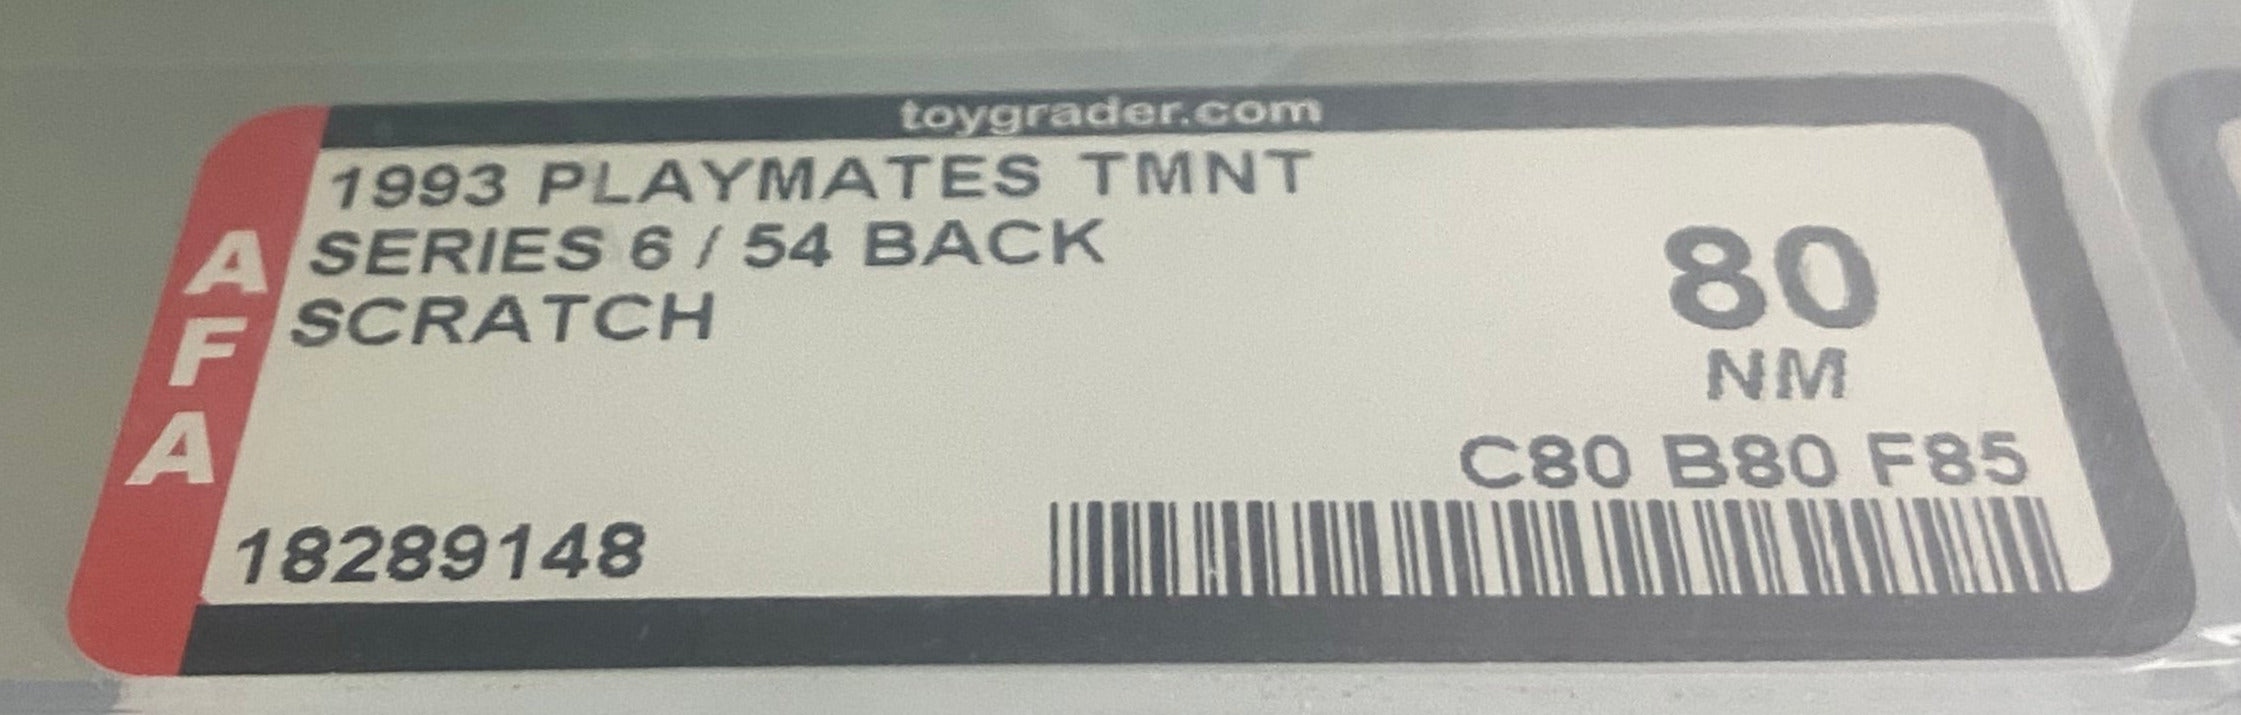 toygrader.com
AFA
1993 PLAYMATES TMNT
SERIES 6 / 54 BACK
SCRATCH
80
NM
C80 B80 F85
18289148